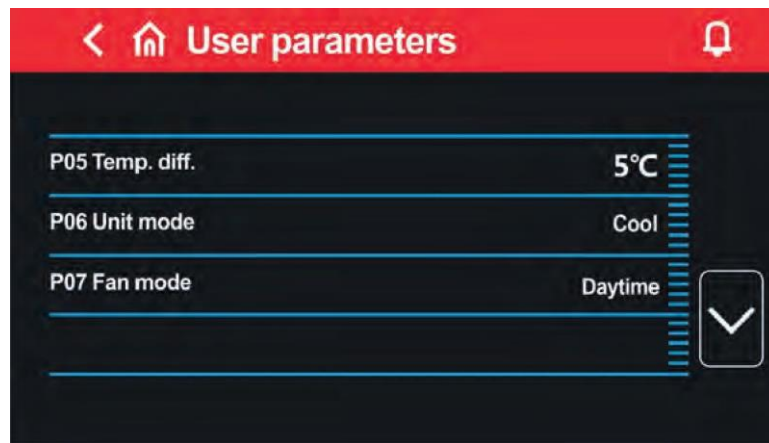 User parameters
P05 Temp. diff. 5°C
P06 Unit mode Cool
P07 Fan mode Daytime